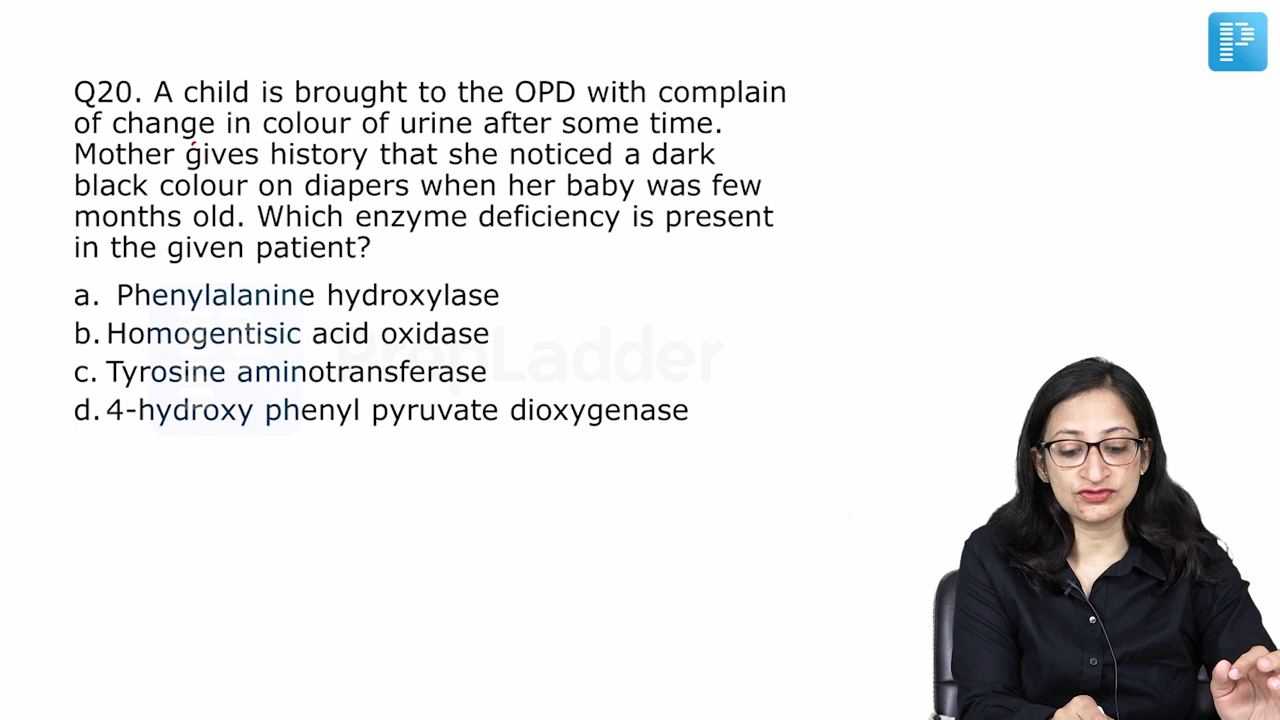 Q20. A child is brought to the OPD with complain
of change in colour of urine after some time.
Mother gives history that she noticed a dark
black colour on diapers when her baby was few
months old. Which enzyme deficiency is present
in the given patient?
a. Phenylalanine hydroxylase
b. Homogentisic acid oxidase
c. Tyrosine aminotransferase
d. 4-hydroxy phenyl pyruvate dioxygenase
PrepLadder